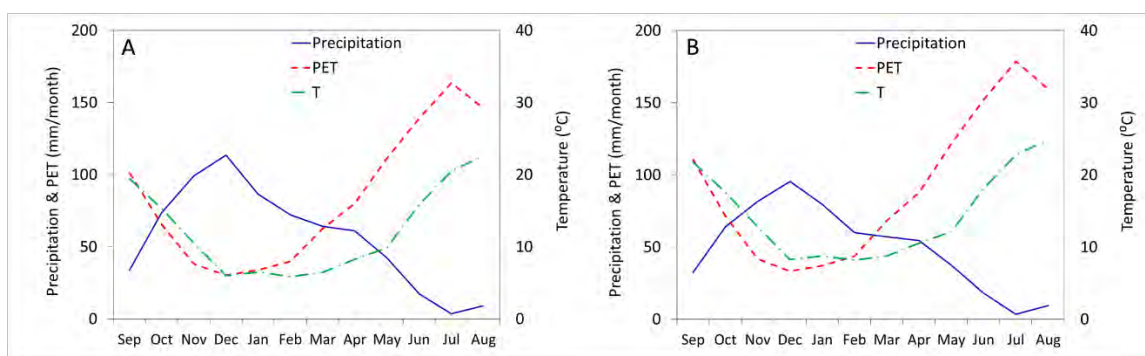 A
Precipitation
PET
T
200
150
100
50
0
Precipitation & PET (mm/month)
40
30
20
10
0
Temperature (⁰C)
Sep Oct Nov Dec Jan Feb Mar Apr May Jun Jul Aug
B
Precipitation
PET
T
200
150
100
50
0
Precipitation & PET (mm/month)
40
30
20
10
0
Temperature (⁰C)
Sep Oct Nov Dec Jan Feb Mar Apr May Jun Jul Aug